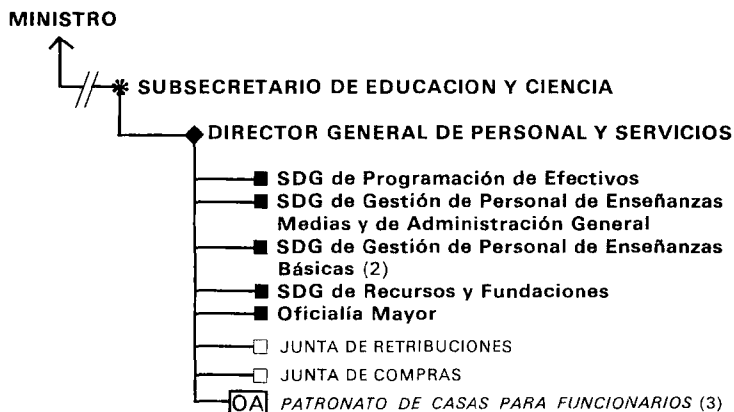 MINISTRO
SUBSECRETARIO DE EDUCACION Y CIENCIA
DIRECTOR GENERAL DE PERSONAL Y SERVICIOS
SDG de Programación de Efectivos
SDG de Gestión de Personal de Enseñanzas
Medias y de Administración General
SDG de Gestión de Personal de Enseñanzas
Básicas (2)
SDG de Recursos y Fundaciones
Oficialía Mayor
JUNTA DE RETRIBUCIONES
JUNTA DE COMPRAS
OA PATRONATO DE CASAS PARA FUNCIONARIOS (3)